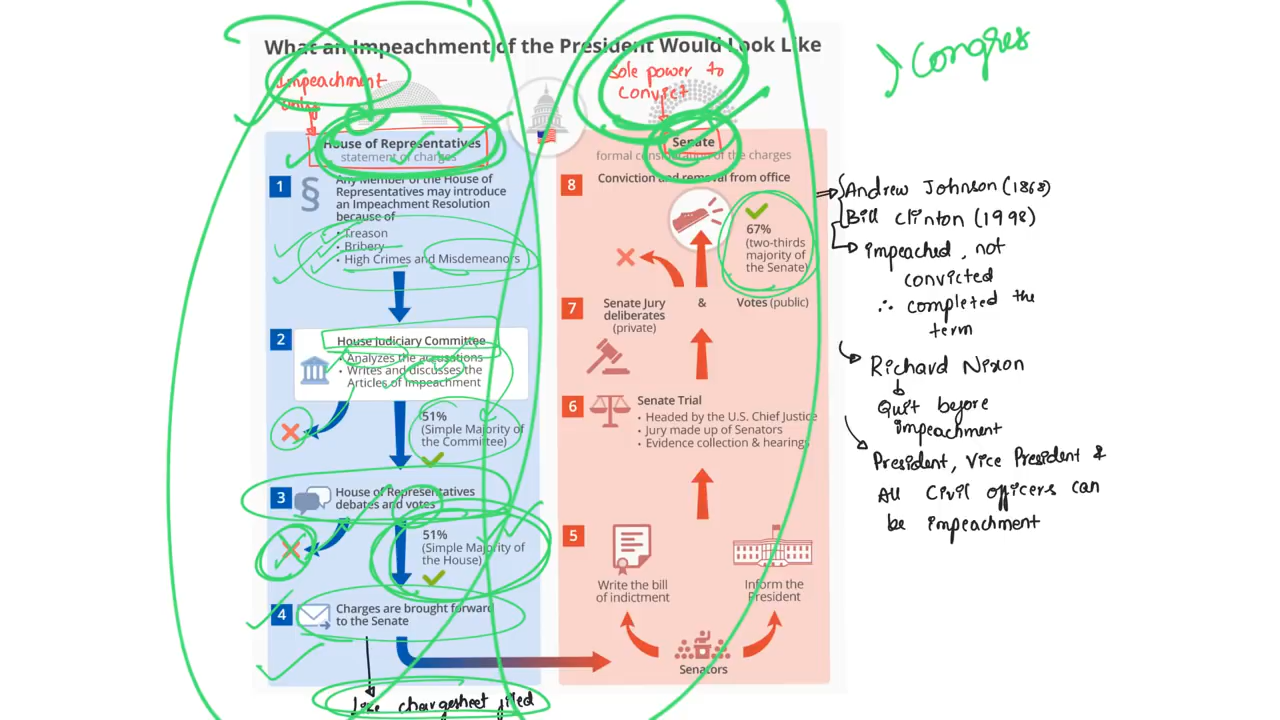 What an Impeachment of the President Would Look Like
Congres
Impeachment
only
Sole power to
Convict
House of Representatives
statement of charges
1
§
Any Member of the House of
Representatives may introduce
an Impeachment Resolution
because of
• Treason
• Bribery
• High Crimes and Misdemeanors
2
House Judiciary Committee
• Analyzes the accusations
• Writes and discusses the
Articles of Impeachment
51%
(Simple Majority of
the Committee)
3
House of Representatives
debates and votes
51%
(Simple Majority of
the House)
4
Charges are brought forward
to the Senate
chargesheet filed
Senate
formal consideration of the charges
8
Conviction and removal from office
67%
(two-thirds
majority of
the Senate)
7
Senate Jury
deliberates
(private)
&
Votes (public)
6
Senate Trial
• Headed by the U.S. Chief Justice
• Jury made up of Senators
• Evidence collection & hearings
5
Write the bill
of indictment
Inform the
President
Senators
Andrew Johnson (1868)
Bill Clinton (1998)
impeached, not
convicted
∴ completed the
term
Richard Nixon
Quit before
impeachment
President, Vice President &
All Civil officers can
be impeachment